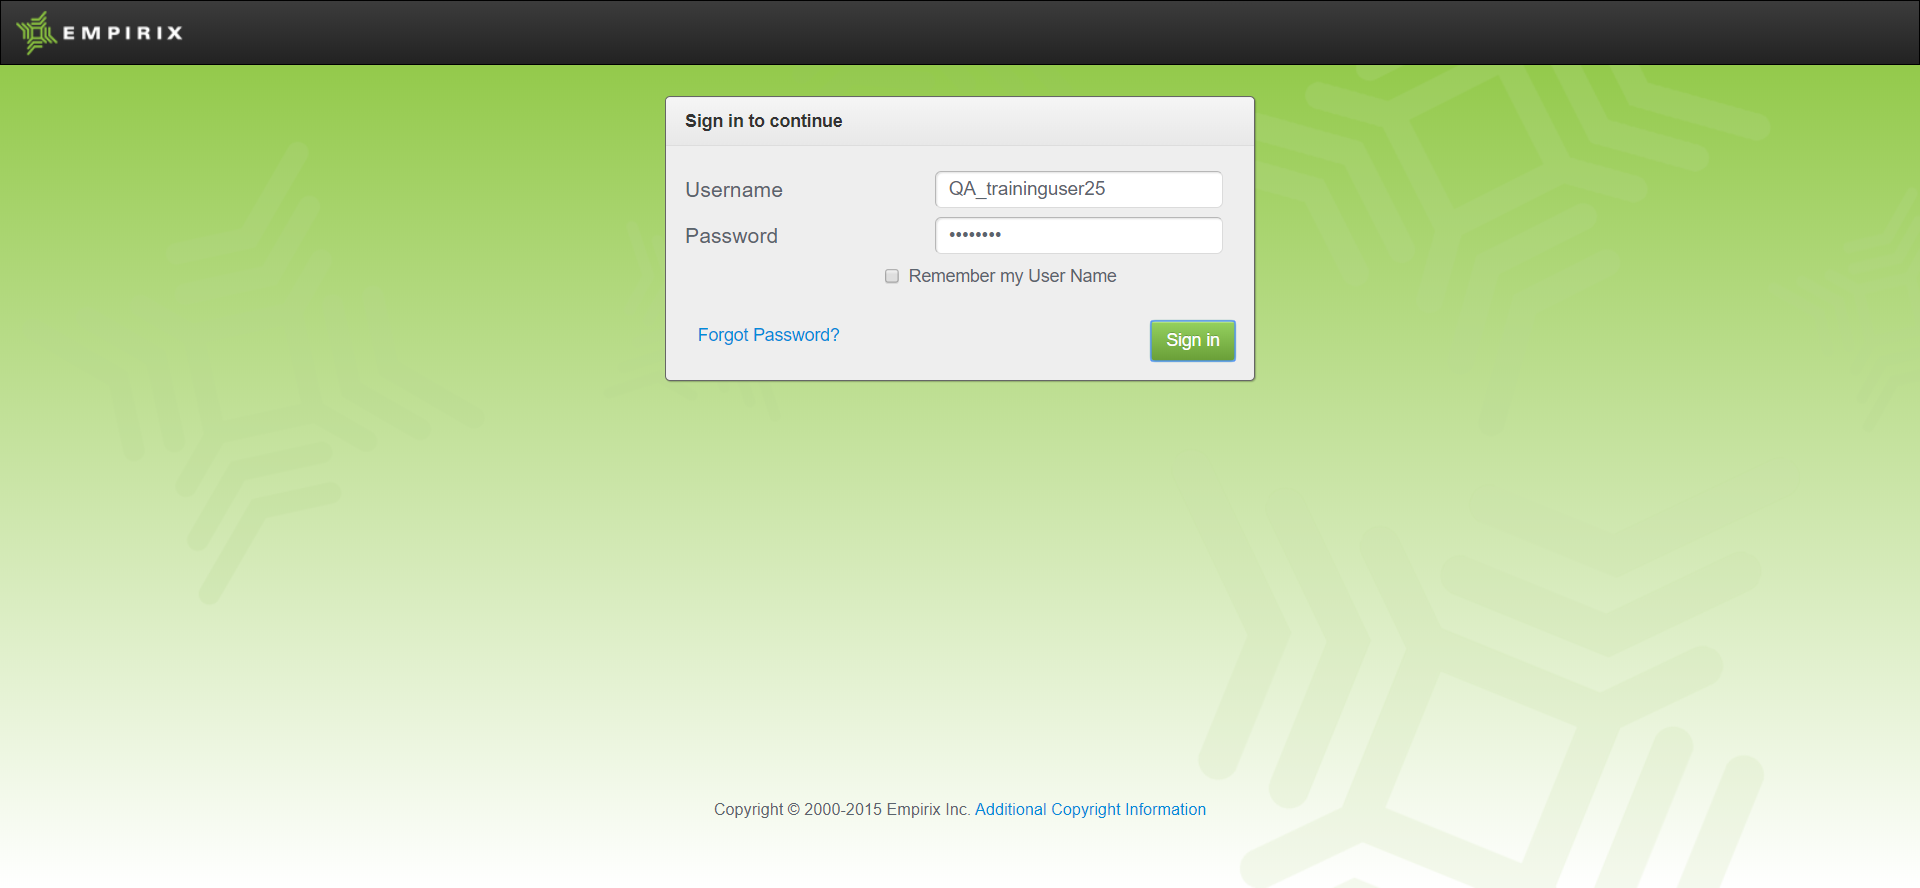 EMPIRIX
Sign in to continue
Username
QA_traininguser25
Password
••••••••
Remember my User Name
Forgot Password?
Sign in
Copyright © 2000-2015 Empirix Inc. Additional Copyright Information